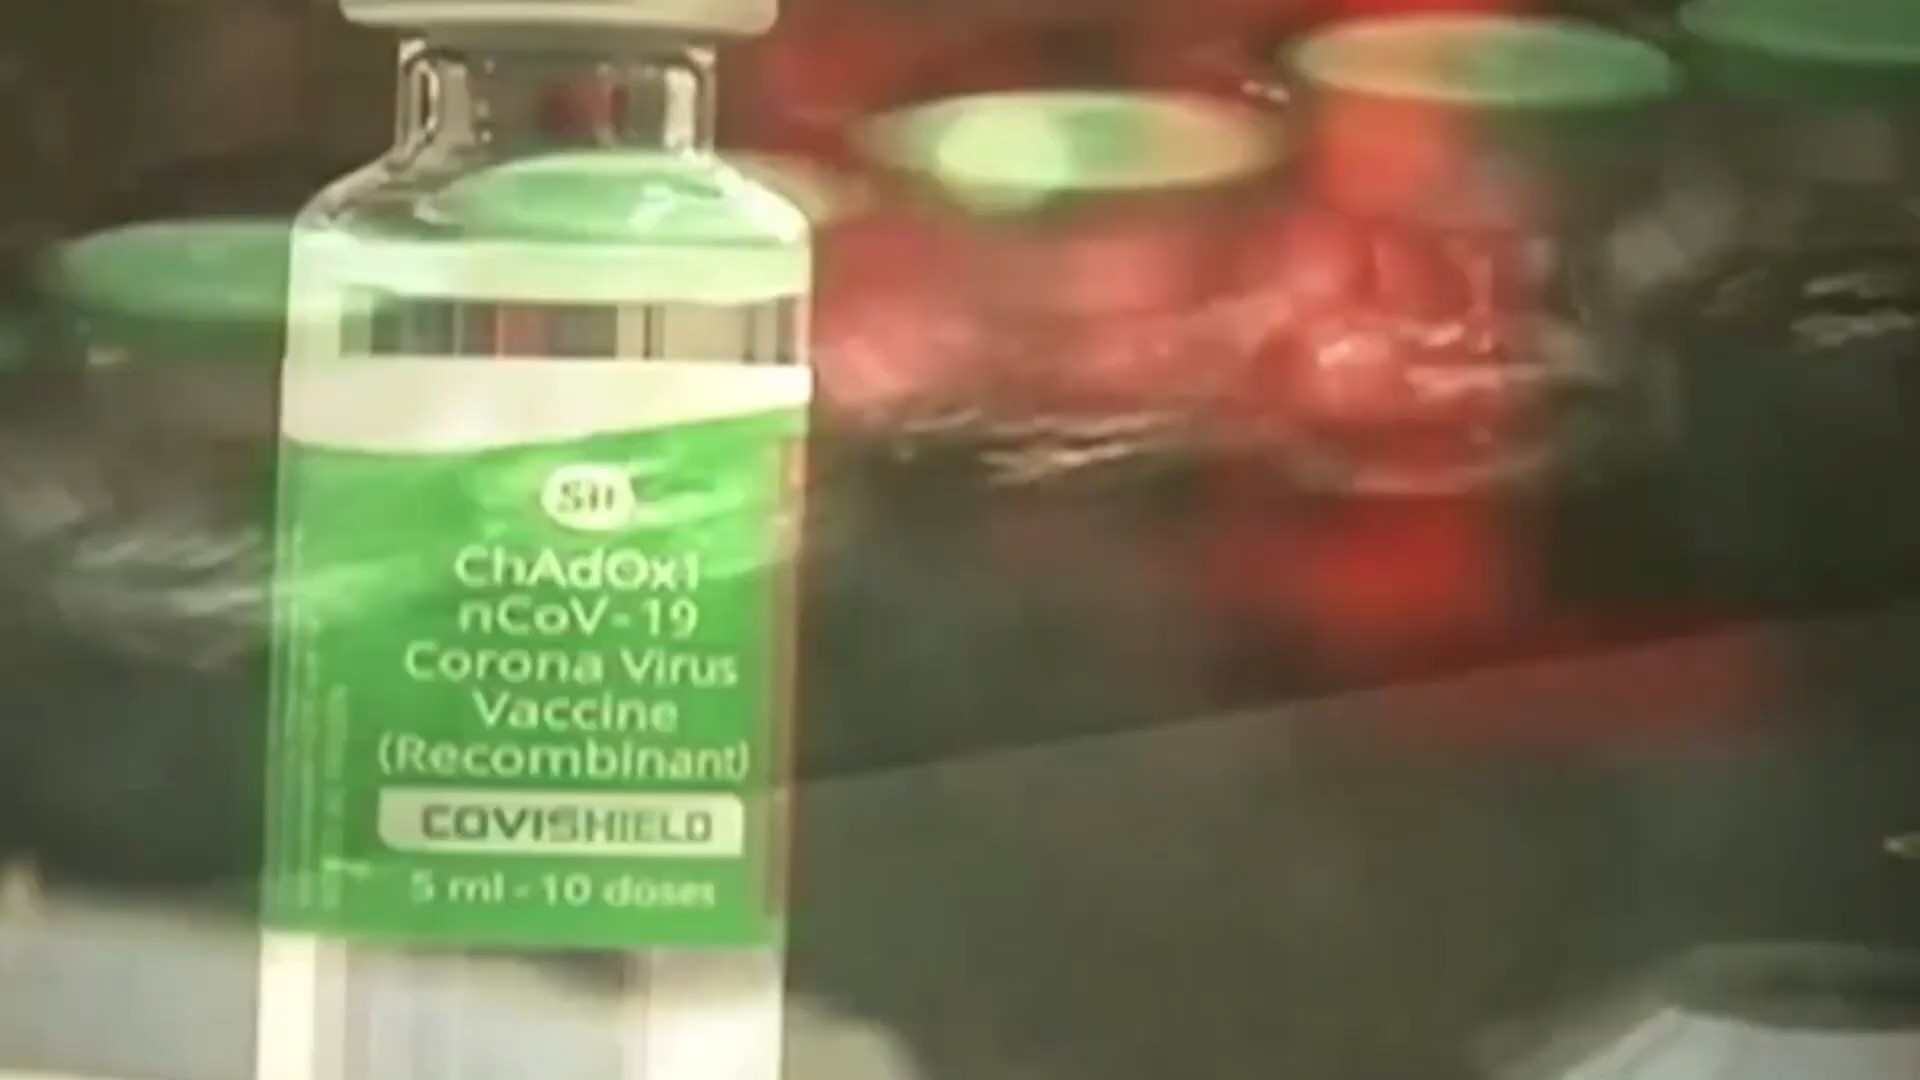 SII
ChAdOx1
nCoV-19
Corona Virus
Vaccine
(Recombinant)
COVISHIELD
5 ml - 10 doses